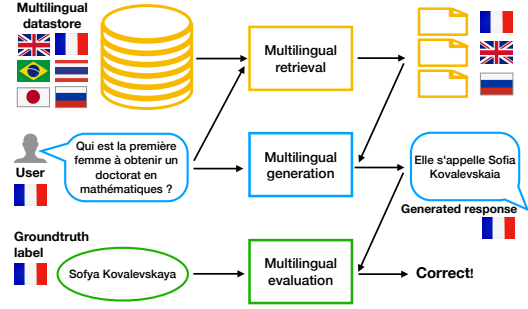 Multilingual
datastore
Multilingual
retrieval
Qui est la première
femme à obtenir un
doctorat en
mathématiques ?
User
Multilingual
generation
Elle s'appelle Sofia
Kovalevskaia
Generated response
Groundtruth
label
Sofya Kovalevskaya
Multilingual
evaluation
Correct!